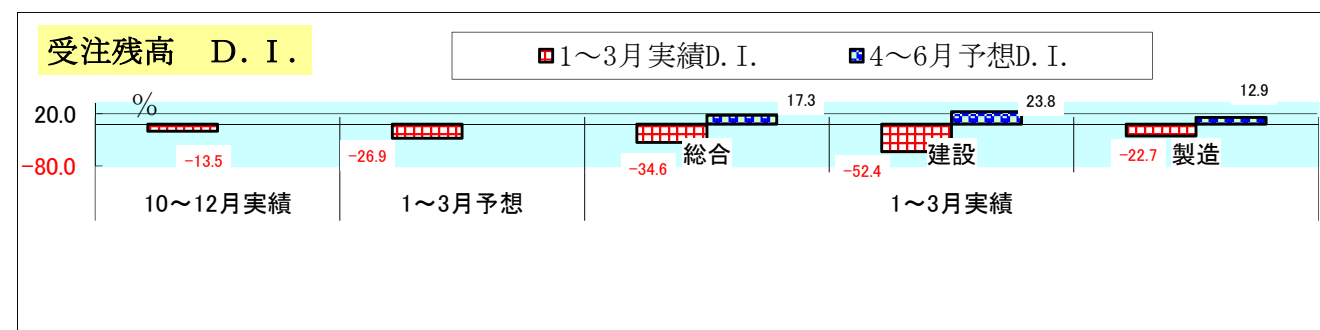 受注残高　D.I.
1～3月実績D.I.
4～6月予想D.I.
%
20.0
-80.0
-13.5
-26.9
-34.6
17.3
総合
-52.4
23.8
建設
-22.7
12.9
製造
10～12月実績
1～3月予想
1～3月実績